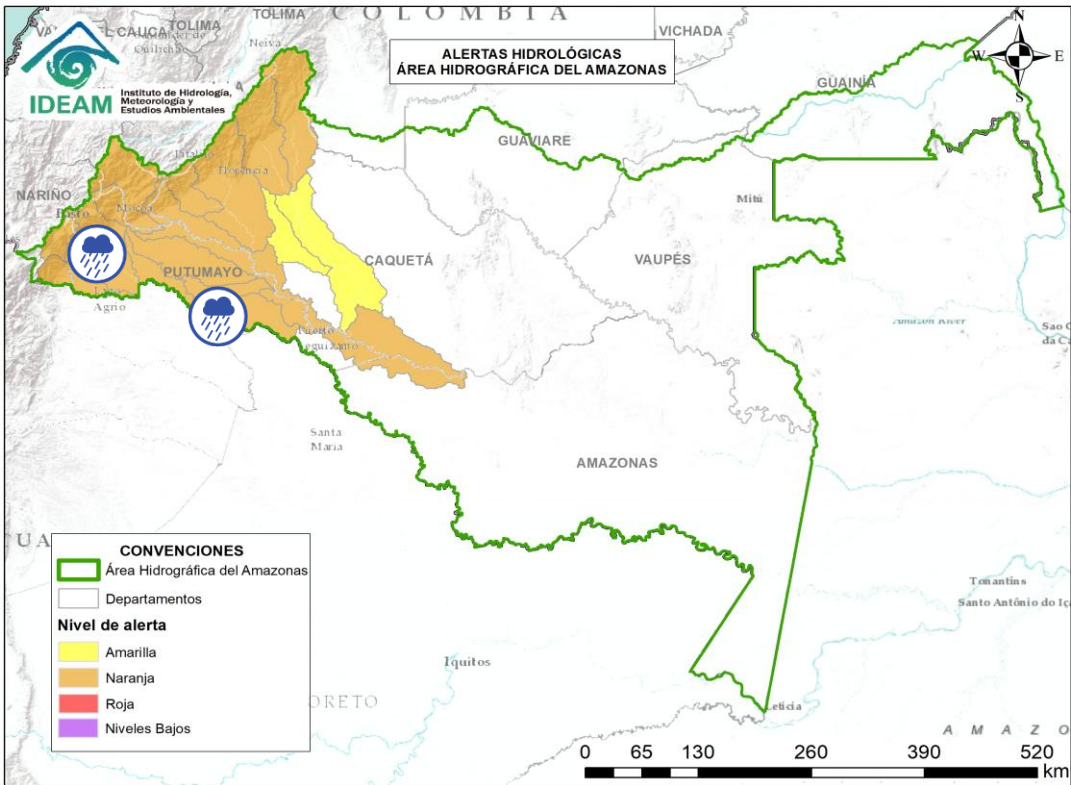 COLOMBIA
TOLIMA
TOLIMA
VICHADA
Neiva
IDEAM
Instituto de Hidrología,
Meteorología y
Estudios Ambientales
ALERTAS HIDROLÓGICAS
ÁREA HIDROGRÁFICA DEL AMAZONAS
N
W
E
S
GUAINÍA
GUAVIARE
Florencia
NARIÑO
Pasto
Mocoa
Mitú
CAQUETÁ
VAUPÉS
PUTUMAYO
Agrio
Puerto
Amazon River
Santa
Maria
AMAZONAS
CONVENCIONES
Área Hidrográfica del Amazonas
Departamentos
Nivel de alerta
Amarilla
Naranja
Roja
Niveles Bajos
Tonantins
Santo Antônio do Iça
Iquitos
ORETO
Leticia
AMAZO
0 65 130 260 390 520
km